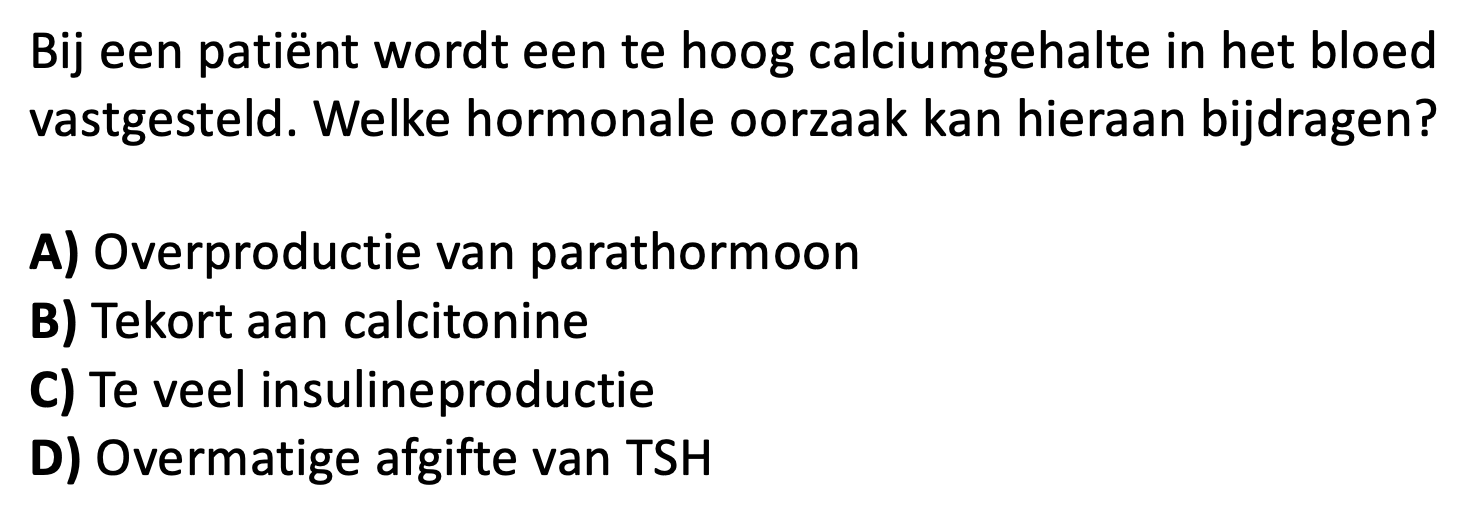 Bij een patiënt wordt een te hoog calciumgehalte in het bloed
vastgesteld. Welke hormonale oorzaak kan hieraan bijdragen?
A) Overproductie van parathormoon
B) Tekort aan calcitonine
C) Te veel insulineproductie
D) Overmatige afgifte van TSH